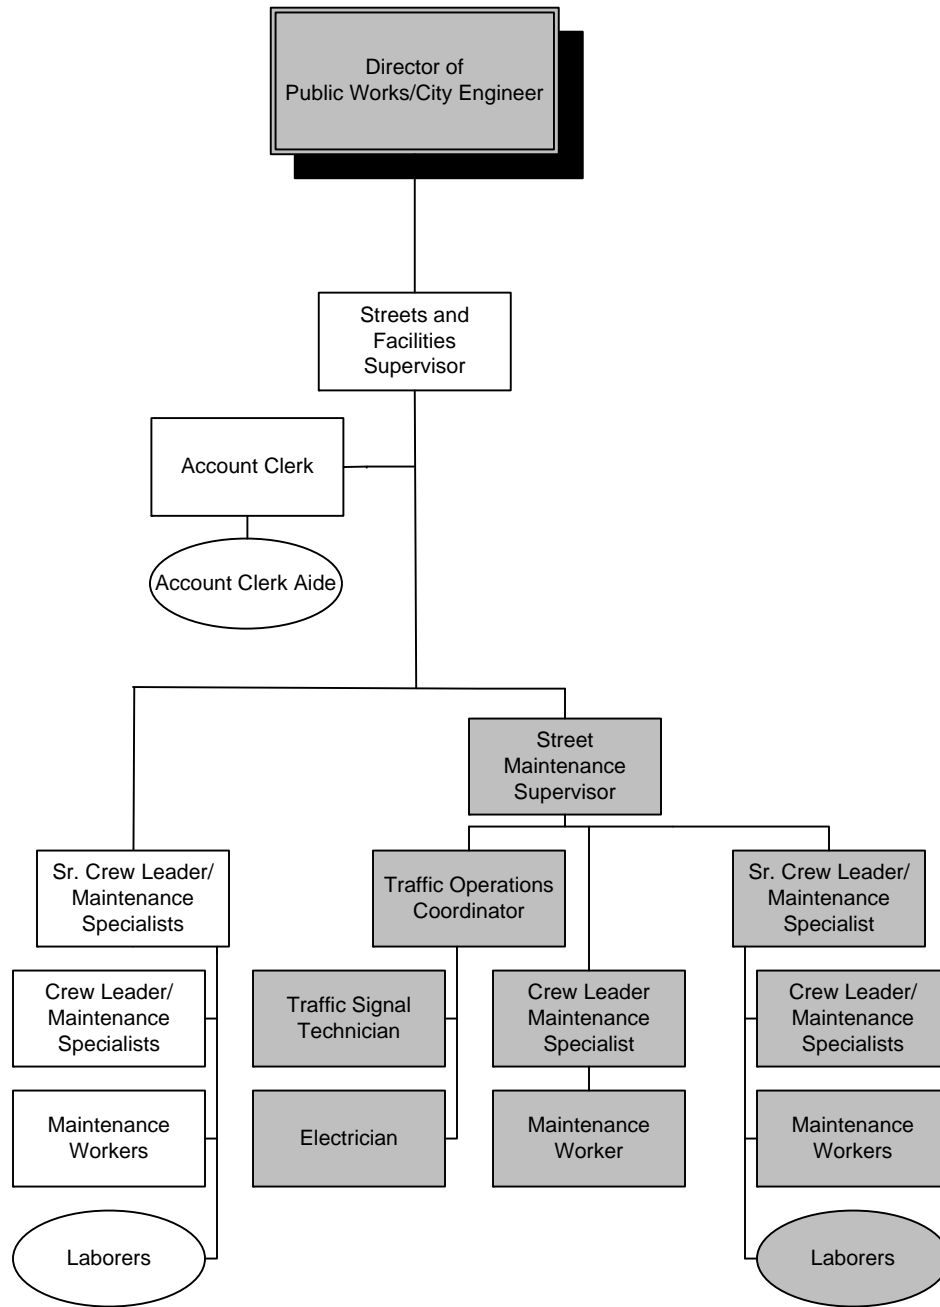 Director of
Public Works/City Engineer
Streets and
Facilities
Supervisor
Account Clerk
Account Clerk Aide
Street
Maintenance
Supervisor
Sr. Crew Leader/
Maintenance
Specialists
Traffic Operations
Coordinator
Sr. Crew Leader/
Maintenance
Specialist
Crew Leader/
Maintenance
Specialists
Traffic Signal
Technician
Crew Leader
Maintenance
Specialist
Crew Leader/
Maintenance
Specialists
Maintenance
Workers
Electrician
Maintenance
Worker
Maintenance
Workers
Laborers
Laborers